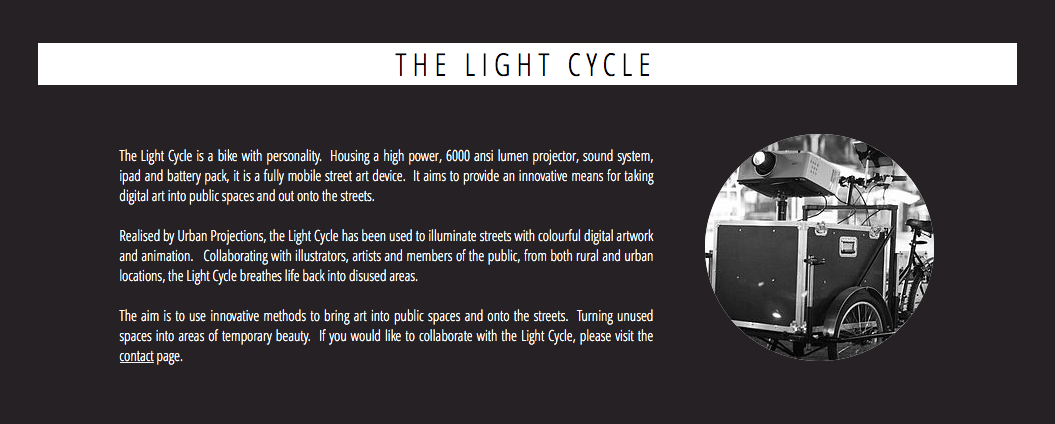 THE LIGHT CYCLE
The Light Cycle is a bike with personality.  Housing a high power, 6000 ansi lumen projector, sound system,
ipad and battery pack, it is a fully mobile street art device.  It aims to provide an innovative means for taking
digital art into public spaces and out onto the streets.
Realised by Urban Projections, the Light Cycle has been used to illuminate streets with colourful digital artwork
and animation.   Collaborating with illustrators, artists and members of the public, from both rural and urban
locations, the Light Cycle breathes life back into disused areas.
The aim is to use innovative methods to bring art into public spaces and onto the streets.  Turning unused
spaces into areas of temporary beauty.  If you would like to collaborate with the Light Cycle, please visit the
contact page.